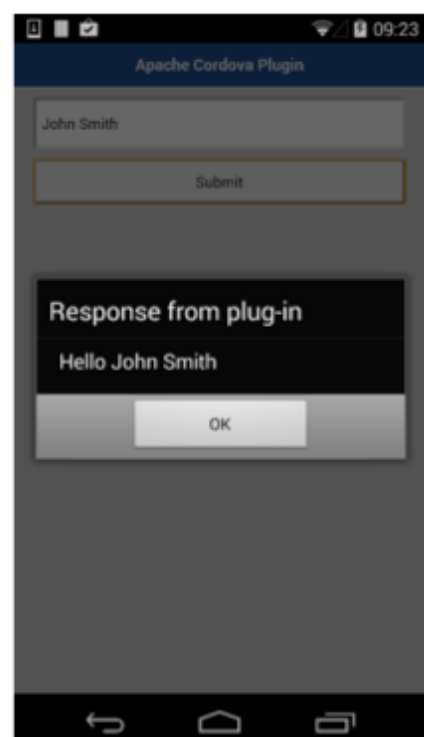 09:23
Apache Cordova Plugin
John Smith
Submit
Response from plug-in
Hello John Smith
OK